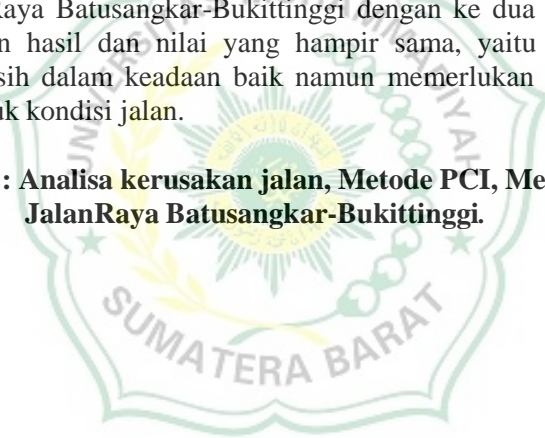 Raya Batusangkar-Bukittinggi dengan ke dua
n hasil dan nilai yang hampir sama, yaitu
sih dalam keadaan baik namun memerlukan
uk kondisi jalan.
: Analisa kerusakan jalan, Metode PCI, Me
JalanRaya Batusangkar-Bukittinggi.
SUMATERA BARAT